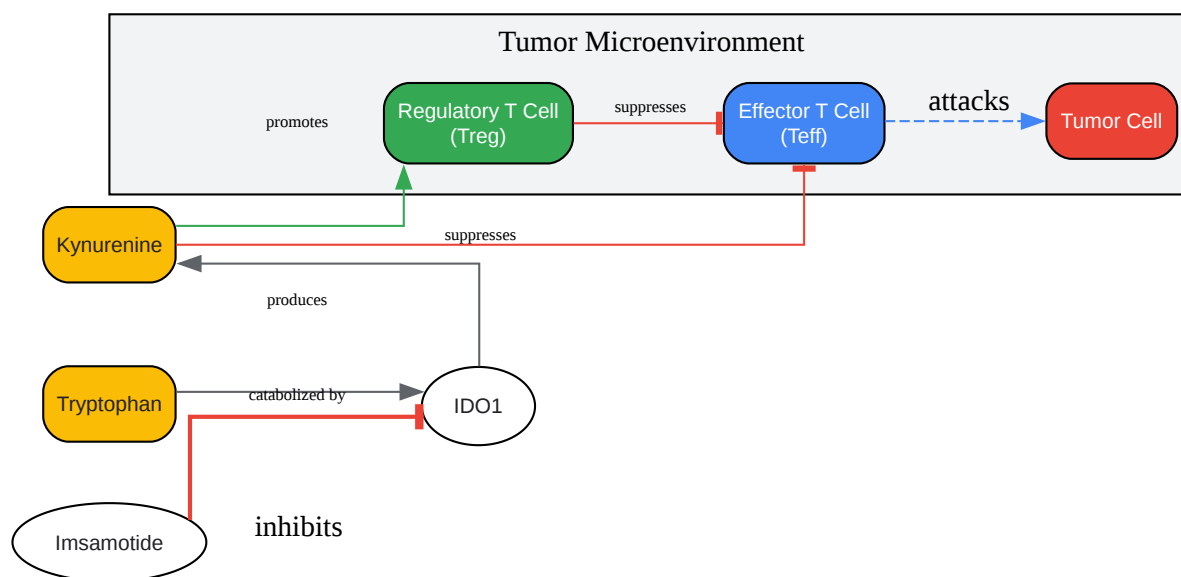 Tumor Microenvironment
promotes
Regulatory T Cell
(Treg)
suppresses
Effector T Cell
(Teff)
attacks
Tumor Cell
Kynurenine
suppresses
produces
Tryptophan
catabolized by
IDO1
Imsamotide
inhibits